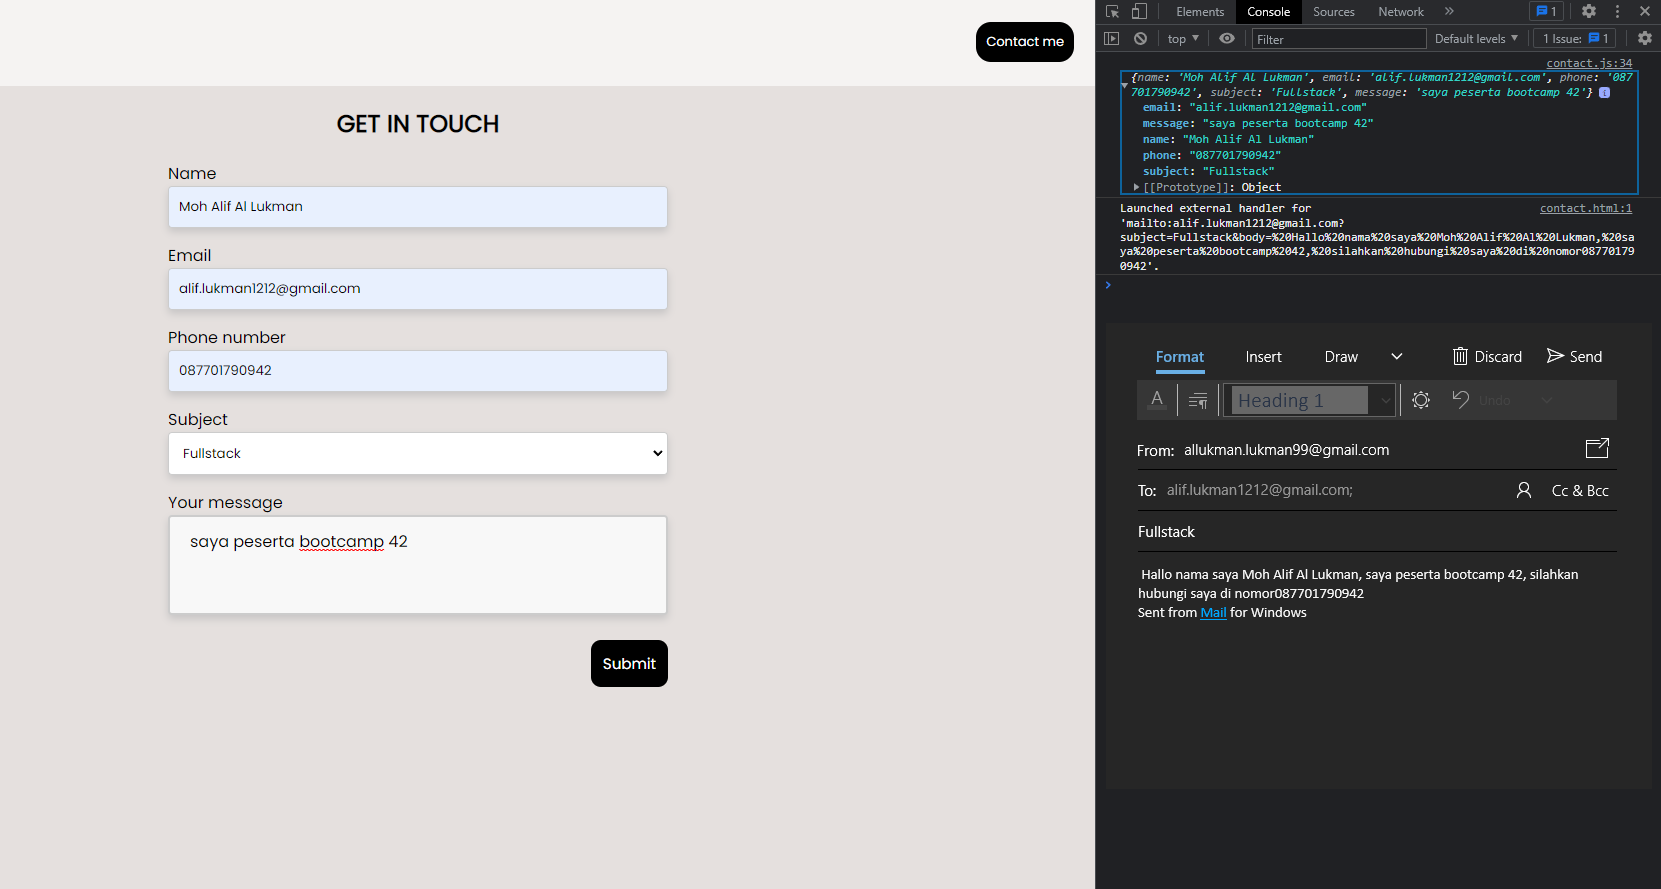 Contact me
GET IN TOUCH
Name
Moh Alif Al Lukman
Email
alif.lukman1212@gmail.com
Phone number
087701790942
Subject
Fullstack
Your message
saya peserta bootcamp 42
Submit
Elements Console Sources Network » 1
top Filter Default levels 1 Issue: 1
contact.js:34
{name: 'Moh Alif Al Lukman', email: 'alif.lukman1212@gmail.com', phone: '087
701790942', subject: 'Fullstack', message: 'saya peserta bootcamp 42'} i
email: "alif.lukman1212@gmail.com"
message: "saya peserta bootcamp 42"
name: "Moh Alif Al Lukman"
phone: "087701790942"
subject: "Fullstack"
[[Prototype]]: Object
Launched external handler for contact.html:1
'mailto:alif.lukman1212@gmail.com?
subject=Fullstack&body=%20Hallo%20nama%20saya%20Moh%20Alif%20Al%20Lukman,%20sa
ya%20peserta%20bootcamp%2042,%20silahkan%20hubungi%20saya%20di%20nomor08770179
0942'.
Format Insert Draw Discard Send
A Heading 1 Undo
From: allukman.lukman99@gmail.com
To: alif.lukman1212@gmail.com; Cc & Bcc
Fullstack
Hallo nama saya Moh Alif Al Lukman, saya peserta bootcamp 42, silahkan
hubungi saya di nomor087701790942
Sent from Mail for Windows